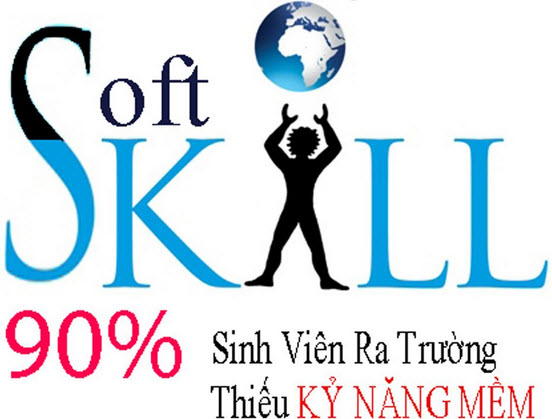 Soft
SKILL
90% Sinh Viên Ra Trường
Thiếu KỶ NĂNG MỀM